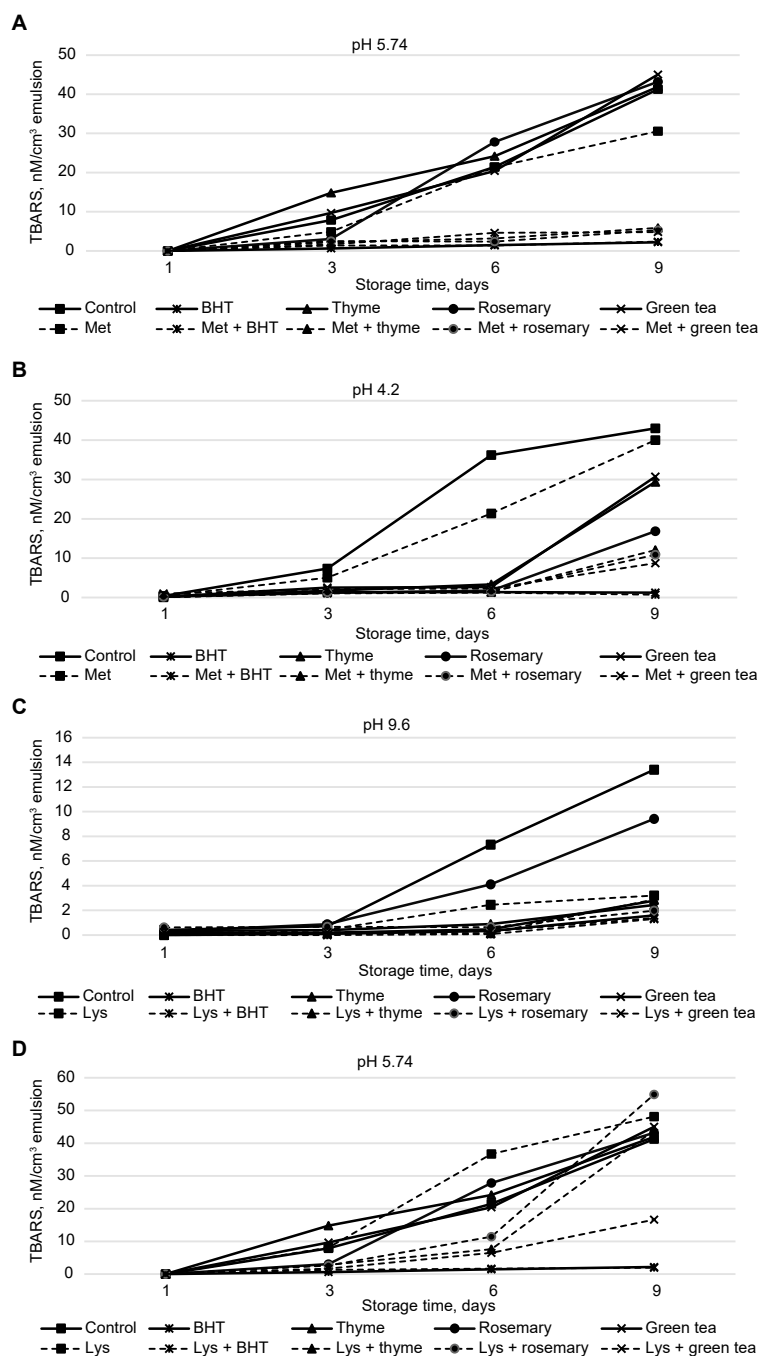 A
pH 5.74
50
40
30
20
10
0
TBARS, nM/cm³ emulsion
1 3 6 9
Storage time, days
Control BHT Thyme Rosemary Green tea
Met Met + BHT Met + thyme Met + rosemary Met + green tea
B
pH 4.2
50
40
30
20
10
0
TBARS, nM/cm³ emulsion
1 3 6 9
Storage time, days
Control BHT Thyme Rosemary Green tea
Met Met + BHT Met + thyme Met + rosemary Met + green tea
C
pH 9.6
16
14
12
10
8
6
4
2
0
TBARS, nM/cm³ emulsion
1 3 6 9
Storage time, days
Control BHT Thyme Rosemary Green tea
Lys Lys + BHT Lys + thyme Lys + rosemary Lys + green tea
D
pH 5.74
60
50
40
30
20
10
0
TBARS, nM/cm³ emulsion
1 3 6 9
Storage time, days
Control BHT Thyme Rosemary Green tea
Lys Lys + BHT Lys + thyme Lys + rosemary Lys + green tea